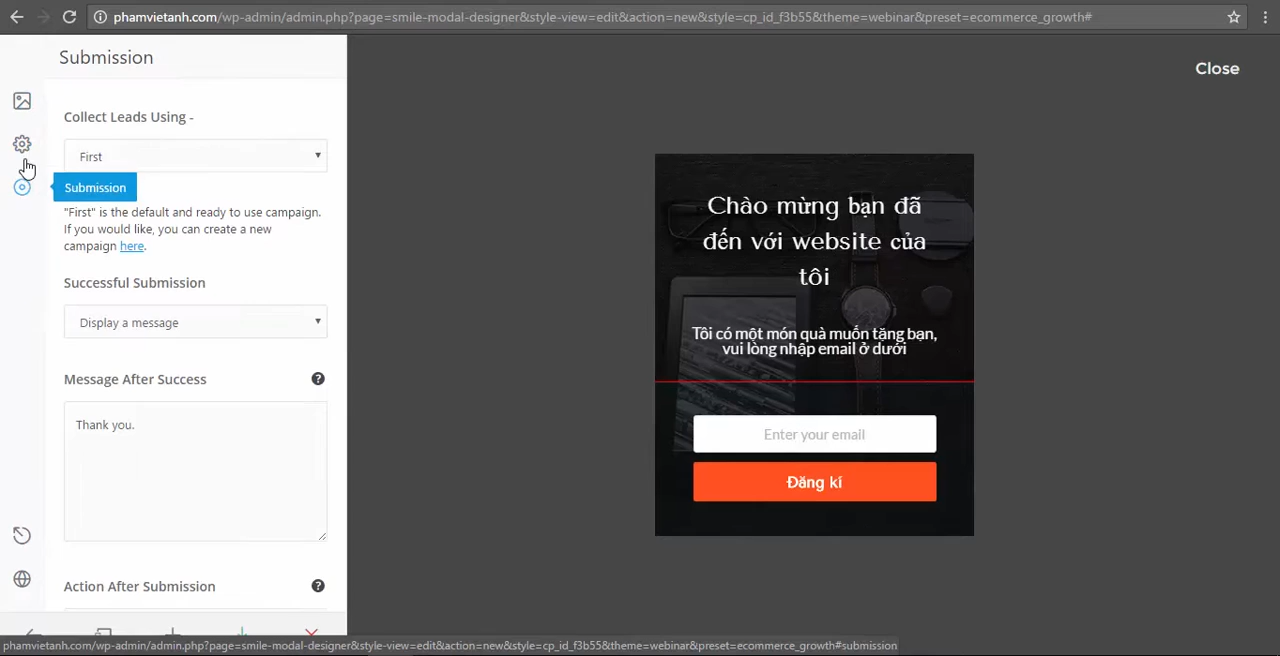 phamvietanh.com/wp-admin/admin.php?page=smile-modal-designer&style-view=edit&action=new&style=cp_id_f3b55&theme=webinar&preset=ecommerce_growth#
Submission
Close
Collect Leads Using -
First
Submission
"First" is the default and ready to use campaign.
If you would like, you can create a new
campaign here.
Successful Submission
Display a message
Message After Success
Thank you.
Action After Submission
Chào mừng bạn đã
đến với website của
tôi
Tôi có một món quà muốn tặng bạn,
vui lòng nhập email ở dưới
Enter your email
Đăng kí
phamvietanh.com/wp-admin/admin.php?page=smile-modal-designer&style-view=edit&action=new&style=cp_id_f3b55&theme=webinar&preset=ecommerce_growth#submission